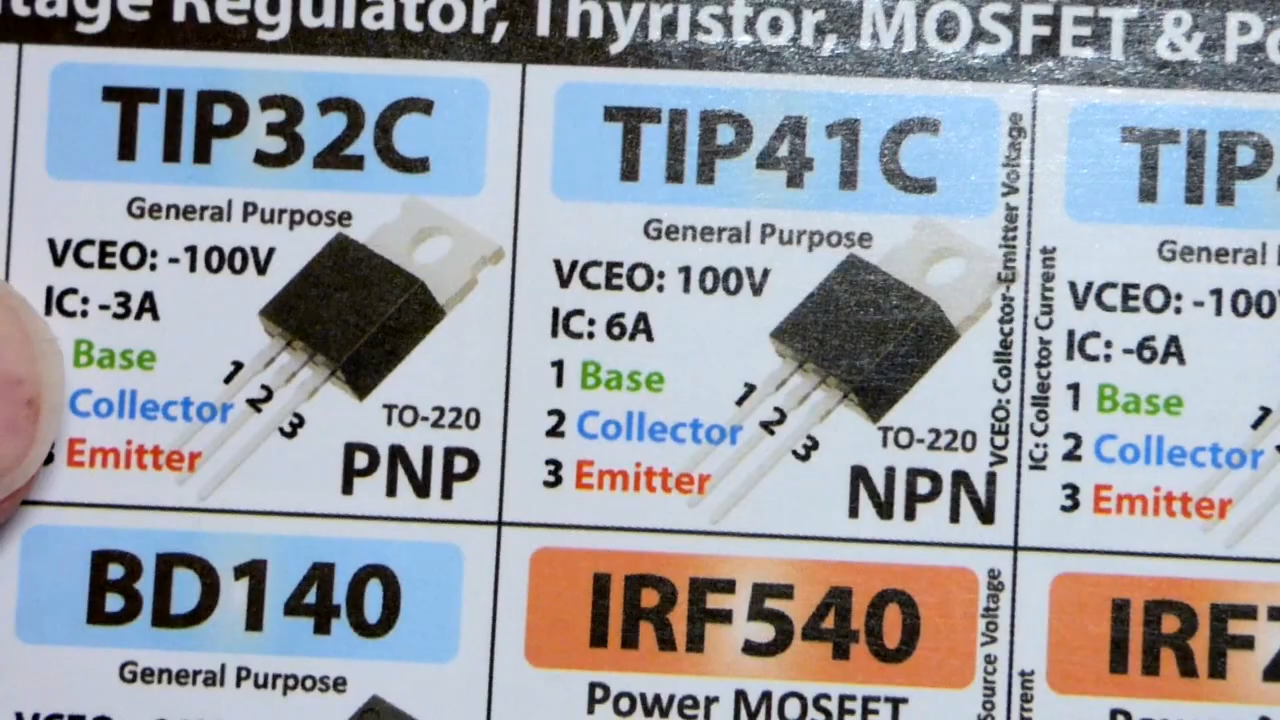 Regulator, Thyristor, MOSFET &
TIP32C
General Purpose
VCEO: -100V
IC: -3A
Base
Collector
Emitter
1
2
3
TO-220
PNP
TIP41C
General Purpose
VCEO: 100V
IC: 6A
1 Base
2 Collector
3 Emitter
1
2
3
TO-220
NPN
VCEO: Collector-Emitter Voltage
IC: Collector Current
TIP
General
VCEO: -100
IC: -6A
1 Base
2 Collector
3 Emitter
1
BD140
General Purpose
IRF540
Power MOSFET
Source Voltage
IRF